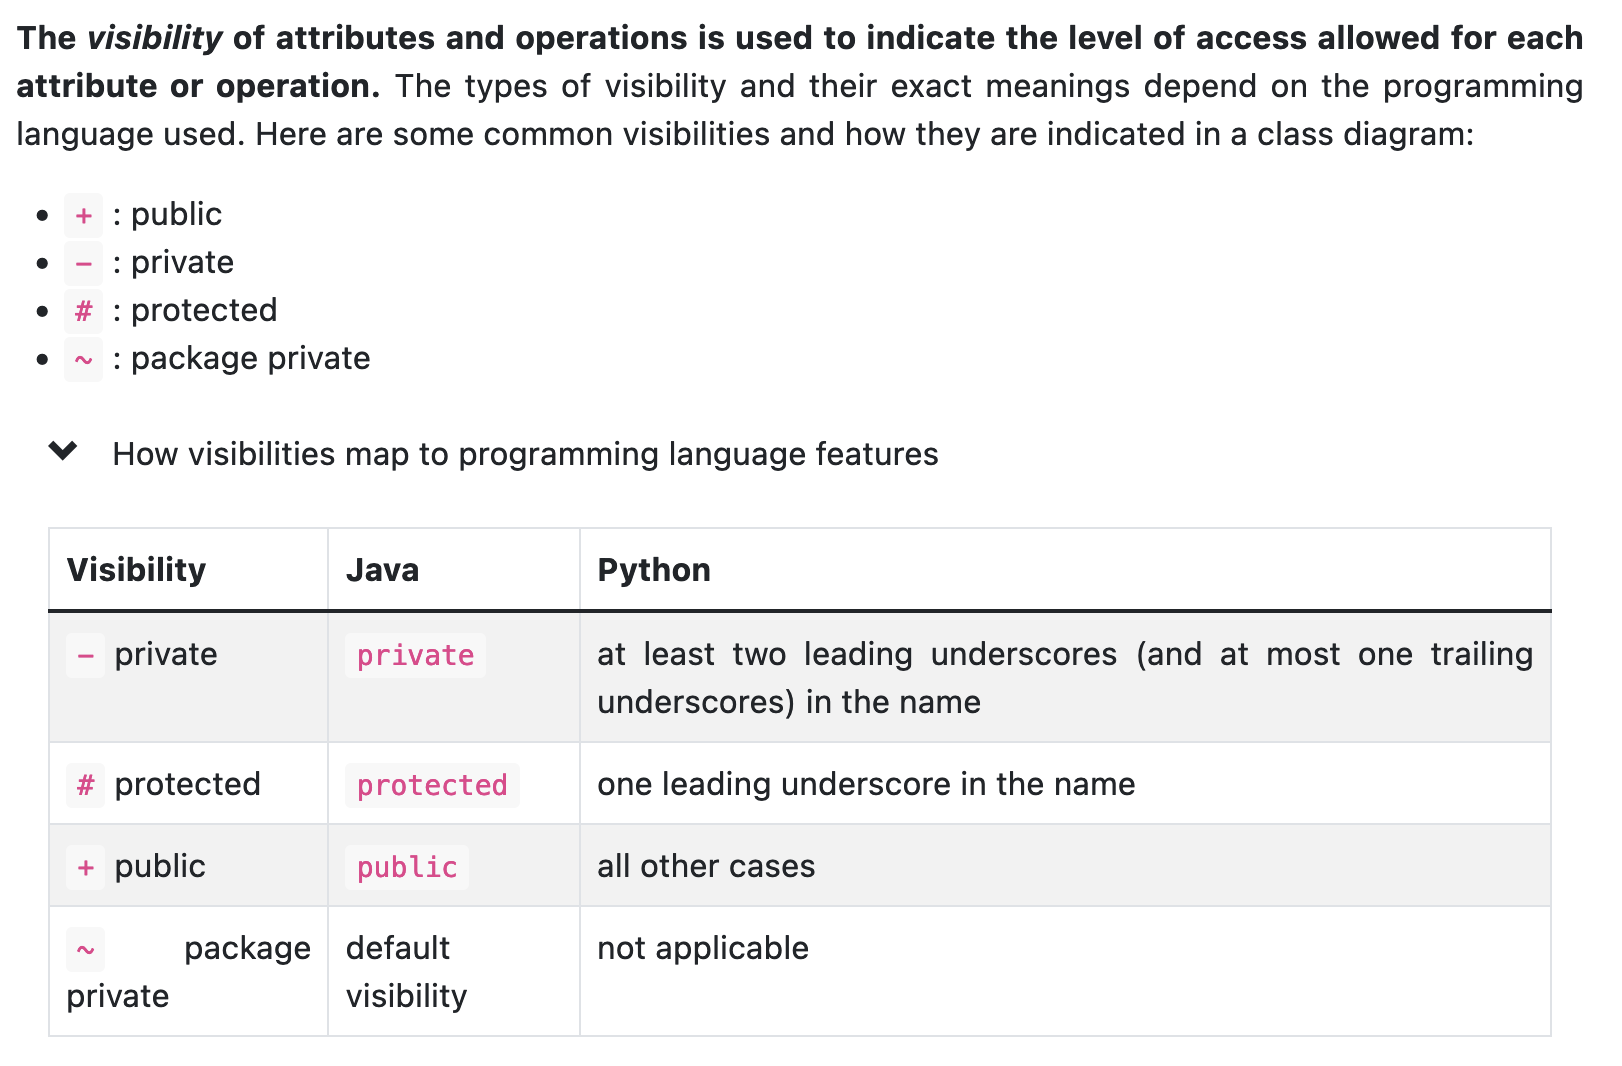 The visibility of attributes and operations is used to indicate the level of access allowed for each
attribute or operation. The types of visibility and their exact meanings depend on the programming
language used. Here are some common visibilities and how they are indicated in a class diagram:
• + : public
• - : private
• # : protected
• ~ : package private
How visibilities map to programming language features
Visibility Java Python
- private private at least two leading underscores (and at most one trailing
underscores) in the name
# protected protected one leading underscore in the name
+ public public all other cases
~ package default not applicable
private visibility